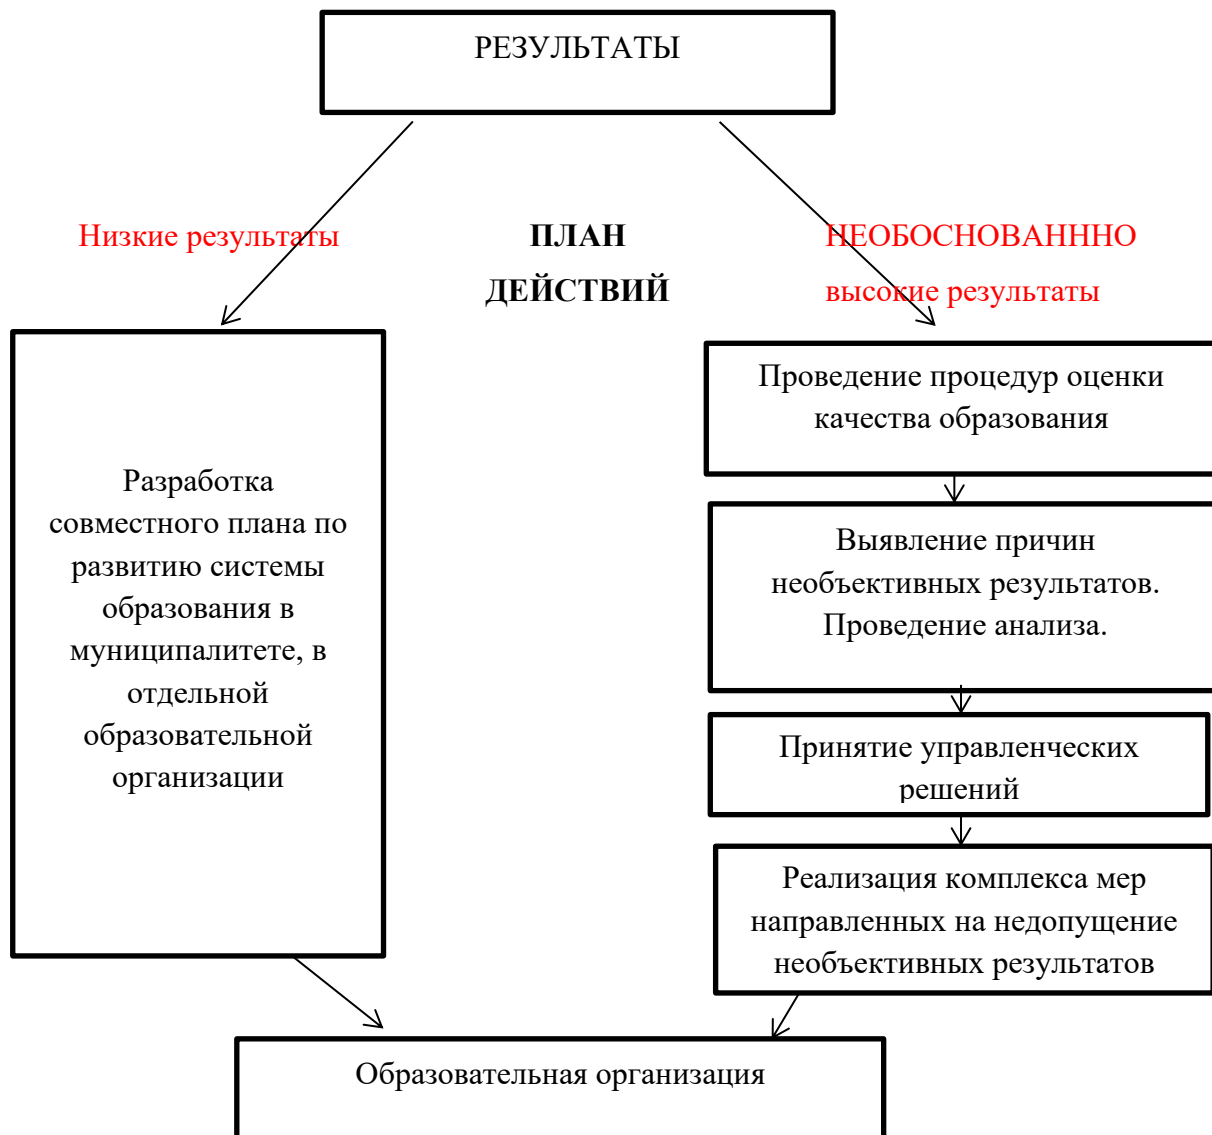 РЕЗУЛЬТАТЫ
Низкие результаты
ПЛАН
ДЕЙСТВИЙ
НЕОБОСНОВАНННО
высокие результаты
Разработка
совместного плана по
развитию системы
образования в
муниципалитете, в
отдельной
образовательной
организации
Проведение процедур оценки
качества образования
Выявление причин
необъективных результатов.
Проведение анализа.
Принятие управленческих
решений
Реализация комплекса мер
направленных на недопущение
необъективных результатов
Образовательная организация